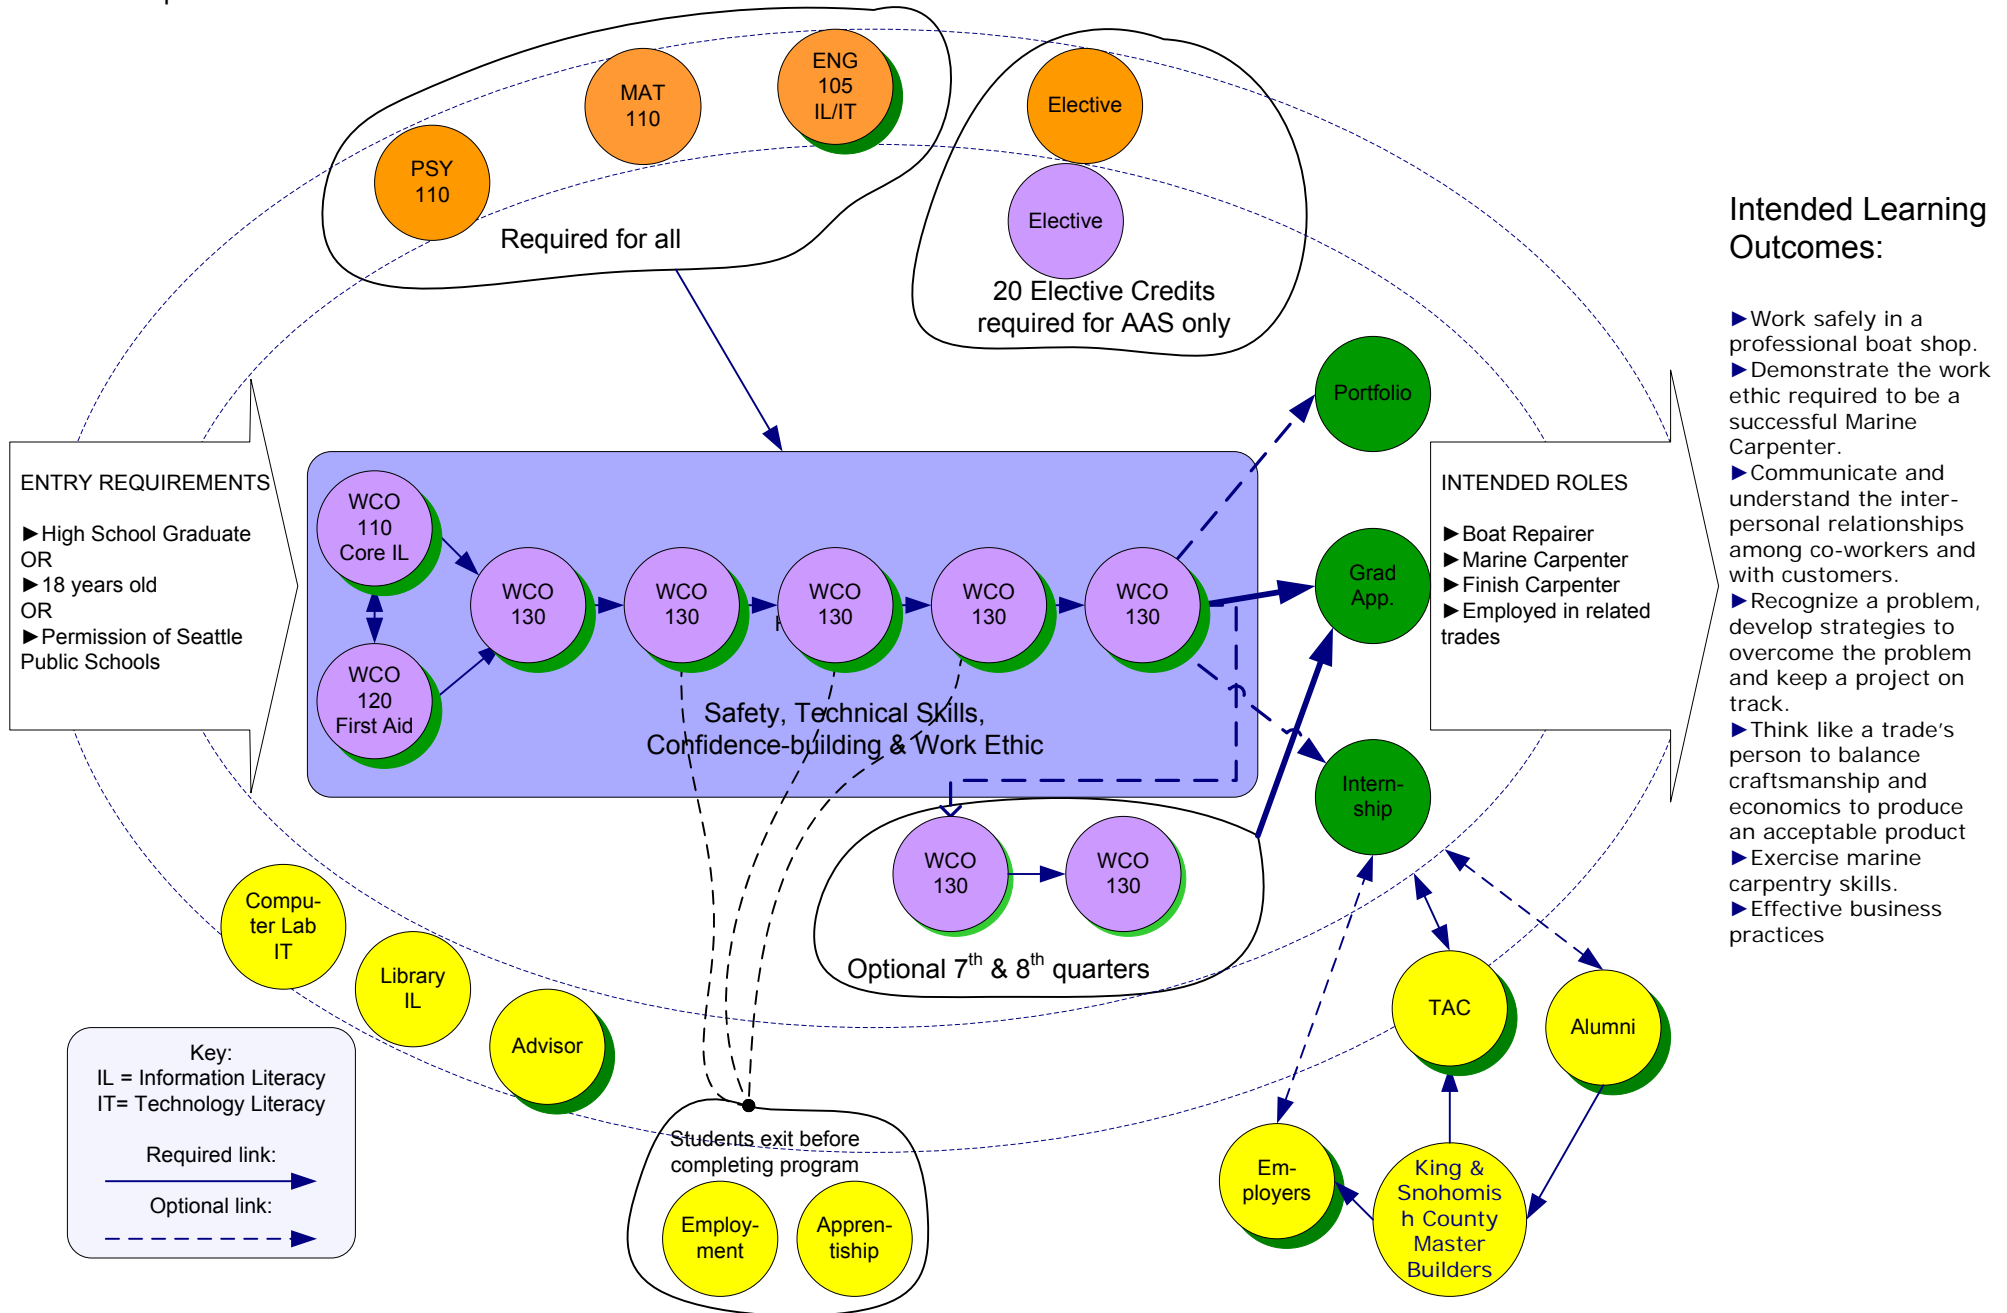 PSY
110
MAT
110
ENG
105
IL/IT
Required for all
Elective
Elective
20 Elective Credits
required for AAS only
ENTRY REQUIREMENTS
►High School Graduate
OR
►18 years old
OR
►Permission of Seattle
Public Schools
WCO
110
Core IL
WCO
120
First Aid
WCO
130
WCO
130
WCO
130
WCO
130
WCO
130
Safety, Technical Skills,
Confidence-building & Work Ethic
WCO
130
WCO
130
Optional 7th & 8th quarters
Portfolio
Grad
App.
Intern-
ship
INTENDED ROLES
►Boat Repairer
►Marine Carpenter
►Finish Carpenter
►Employed in related
trades
Intended Learning
Outcomes:
►Work safely in a
professional boat shop.
►Demonstrate the work
ethic required to be a
successful Marine
Carpenter.
►Communicate and
understand the inter-
personal relationships
among co-workers and
with customers.
►Recognize a problem,
develop strategies to
overcome the problem
and keep a project on
track.
►Think like a trade's
person to balance
craftsmanship and
economics to produce
an acceptable product
►Exercise marine
carpentry skills.
►Effective business
practices
Compu-
ter Lab
IT
Library
IL
Advisor
Key:
IL = Information Literacy
IT= Technology Literacy
Required link:
Optional link:
Students exit before
completing program
Employ-
ment
Appren-
tiship
TAC
Alumni
Em-
ployers
King &
Snohomis
h County
Master
Builders